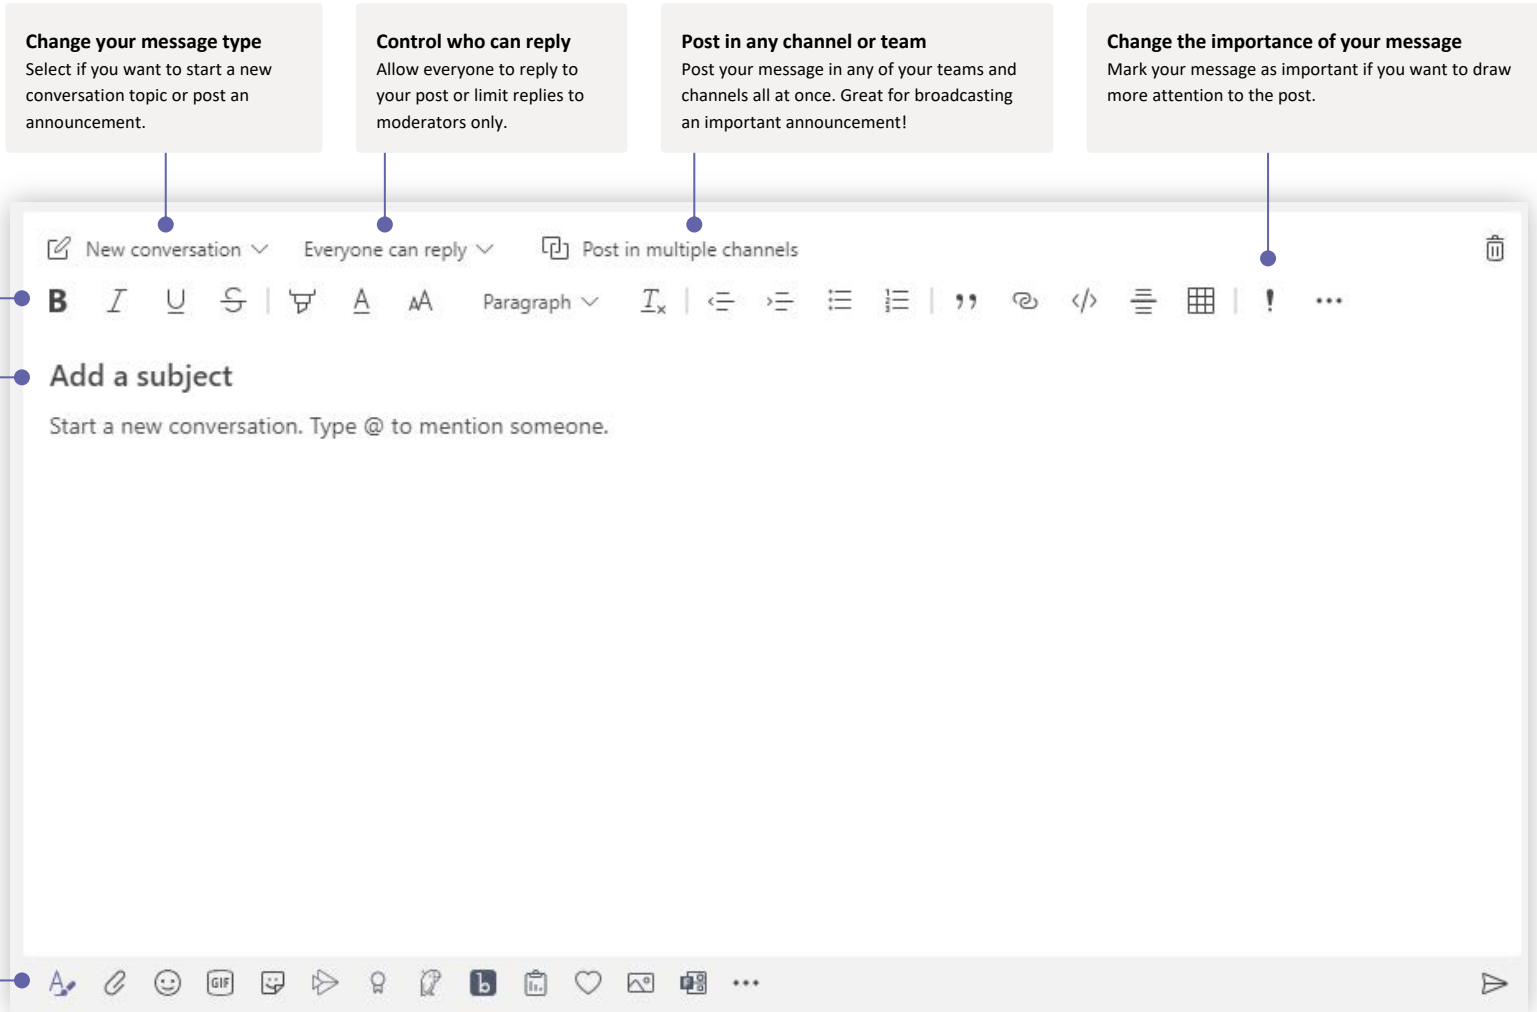 Change your message type
Select if you want to start a new
conversation topic or post an
announcement.
Control who can reply
Allow everyone to reply to
your post or limit replies to
moderators only.
Post in any channel or team
Post your message in any of your teams and
channels all at once. Great for broadcasting
an important announcement!
Change the importance of your message
Mark your message as important if you want to draw
more attention to the post.
New conversation
Everyone can reply
Post in multiple channels
B I U S A AA Paragraph Tx </> ! ...
Add a subject
Start a new conversation. Type @ to mention someone.
A GIF b ...